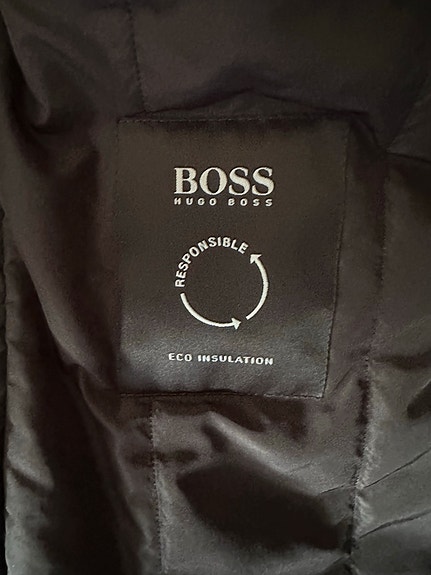 BOSS
HUGO BOSS
RESPONSIBLE
ECO INSULATION